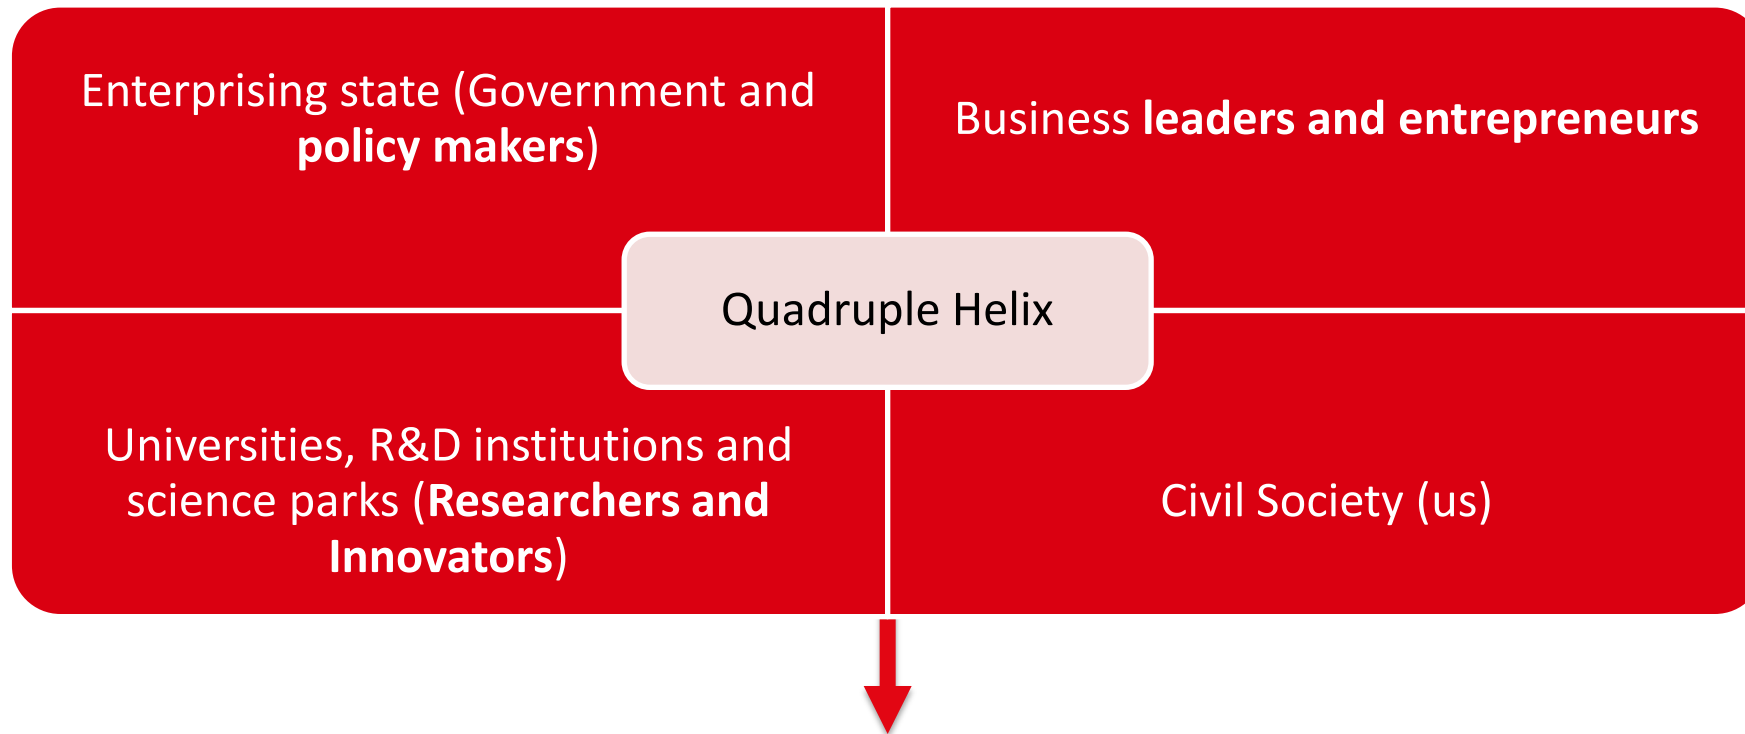 Enterprising state (Government and
policy makers)
Business leaders and entrepreneurs
Quadruple Helix
Universities, R&D institutions and
science parks (Researchers and
Innovators)
Civil Society (us)